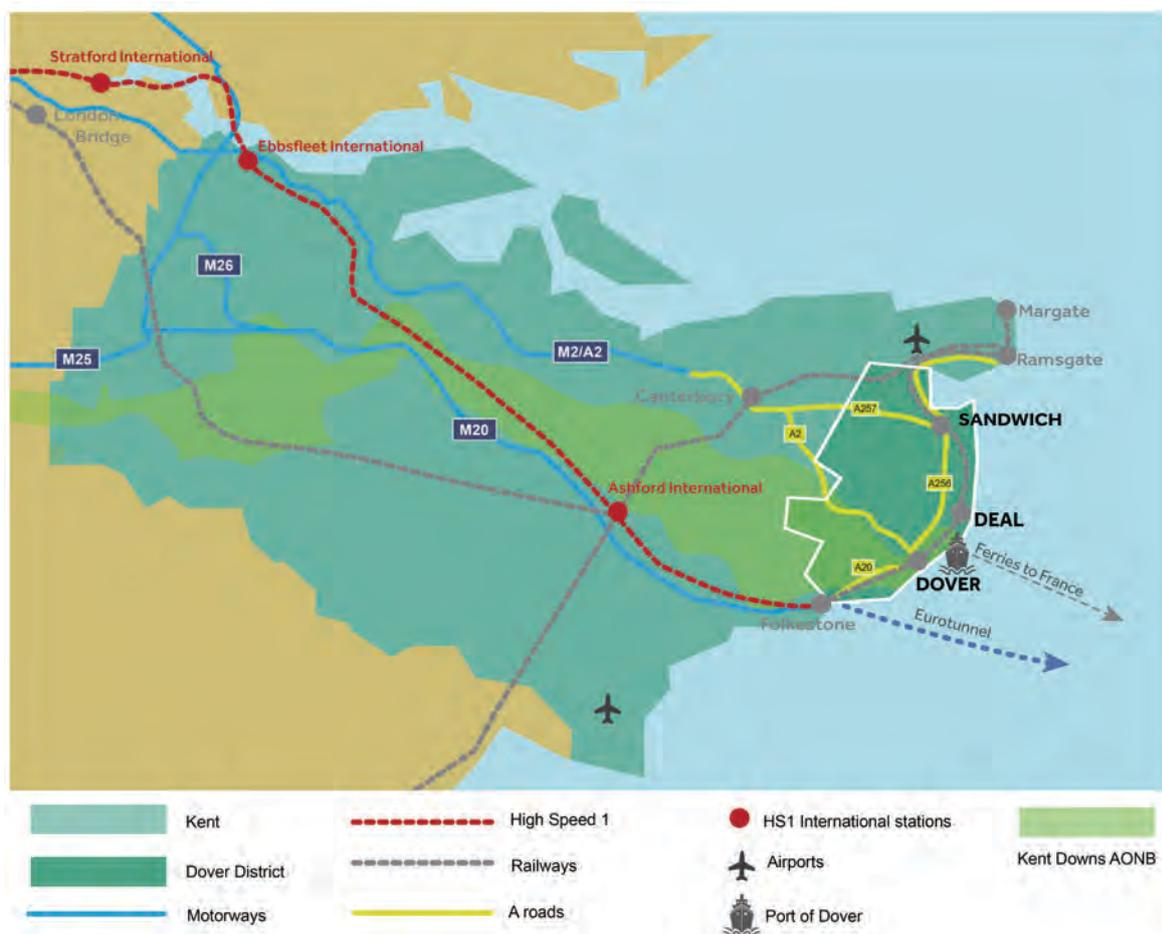 Stratford International
London
Bridge
Ebbsfleet International
M26
M25
M2/A2
M20
Margate
Ramsgate
Canterbury
A257
SANDWICH
A2
A256
Ashford International
DEAL
Ferries to France
A20
DOVER
Folkestone
Eurotunnel
Kent
High Speed 1
HS1 International stations
Dover District
Railways
Airports
Kent Downs AONB
Motorways
A roads
Port of Dover